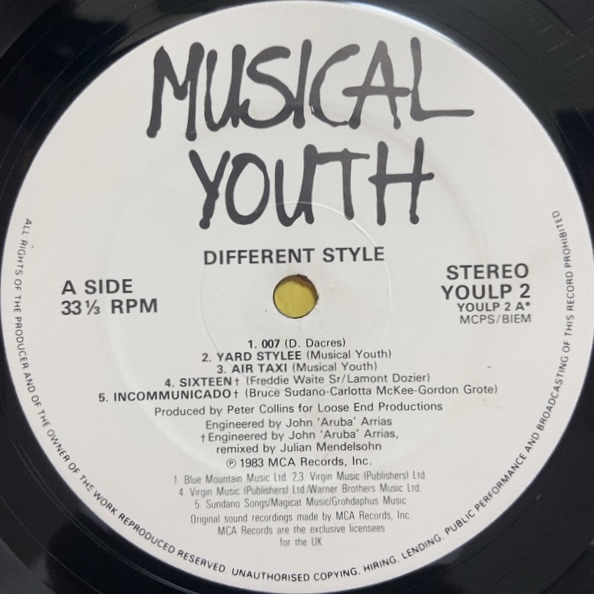 MUSICAL
YOUTH
DIFFERENT STYLE
A SIDE
33⅓ RPM
STEREO
YOULP 2
YOULP 2 A*
MCPS/BIEM
1. 007 (D. Dacres)
2. YARD STYLEE (Musical Youth)
3. AIR TAXI (Musical Youth)
4. SIXTEEN† (Freddie Waite Sr/Lamont Dozier)
5. INCOMMUNICADO† (Bruce Sudano-Carlotta McKee-Gordon Grote)
Produced by Peter Collins for Loose End Productions
Engineered by John 'Aruba' Arrias
†Engineered by John 'Aruba' Arrias,
remixed by Julian Mendelsohn
℗ 1983 MCA Records, Inc.
1. Blue Mountain Music Ltd. 2,3. Virgin Music (Publishers) Ltd.
4. Virgin Music (Publishers) Ltd./Warner Brothers Music Ltd.
5. Sundano Songs/Magicat Music/Grohdaphus Music
Original sound recordings made by MCA Records, Inc.
MCA Records are the exclusive licensees
for the UK
ALL RIGHTS OF THE PRODUCER AND OF THE OWNER OF THE WORK REPRODUCED RESERVED UNAUTHORISED COPYING, HIRING, LENDING, PUBLIC PERFORMANCE AND BROADCASTING OF THIS RECORD PROHIBITED